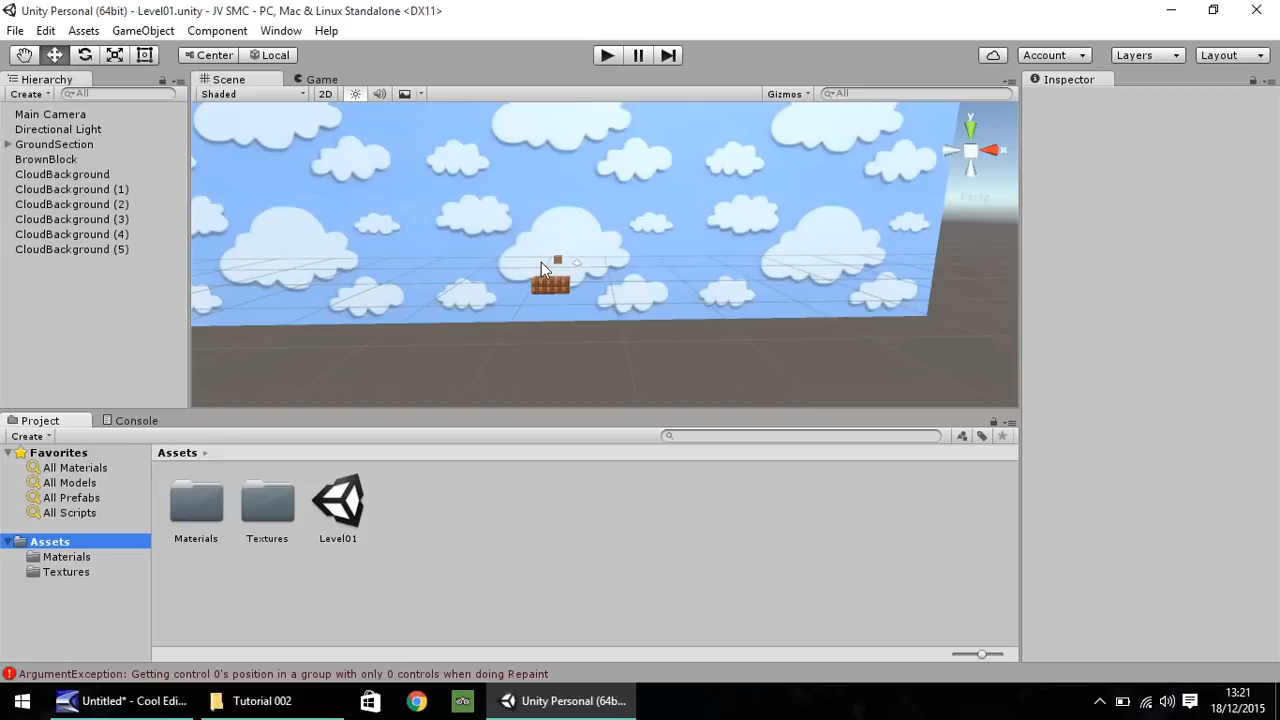 Unity Personal (64bit) - Level01.unity - JV SMC - PC, Mac & Linux Standalone <DX11>
File Edit Assets GameObject Component Window Help
Center Local Account Layers Layout
Hierarchy Scene Game Inspector
Create All Shaded 2D Gizmos All
Main Camera
Directional Light
GroundSection
BrownBlock
CloudBackground
CloudBackground (1)
CloudBackground (2)
CloudBackground (3)
CloudBackground (4)
CloudBackground (5)
y
x
Persp
Project Console
Create
Favorites
All Materials
All Models
All Prefabs
All Scripts
Assets
Materials
Textures
Assets
Materials Textures Level01
ArgumentException: Getting control 0's position in a group with only 0 controls when doing Repaint
Untitled* - Cool Edi... Tutorial 002 Unity Personal (64b...
13:21
18/12/2015